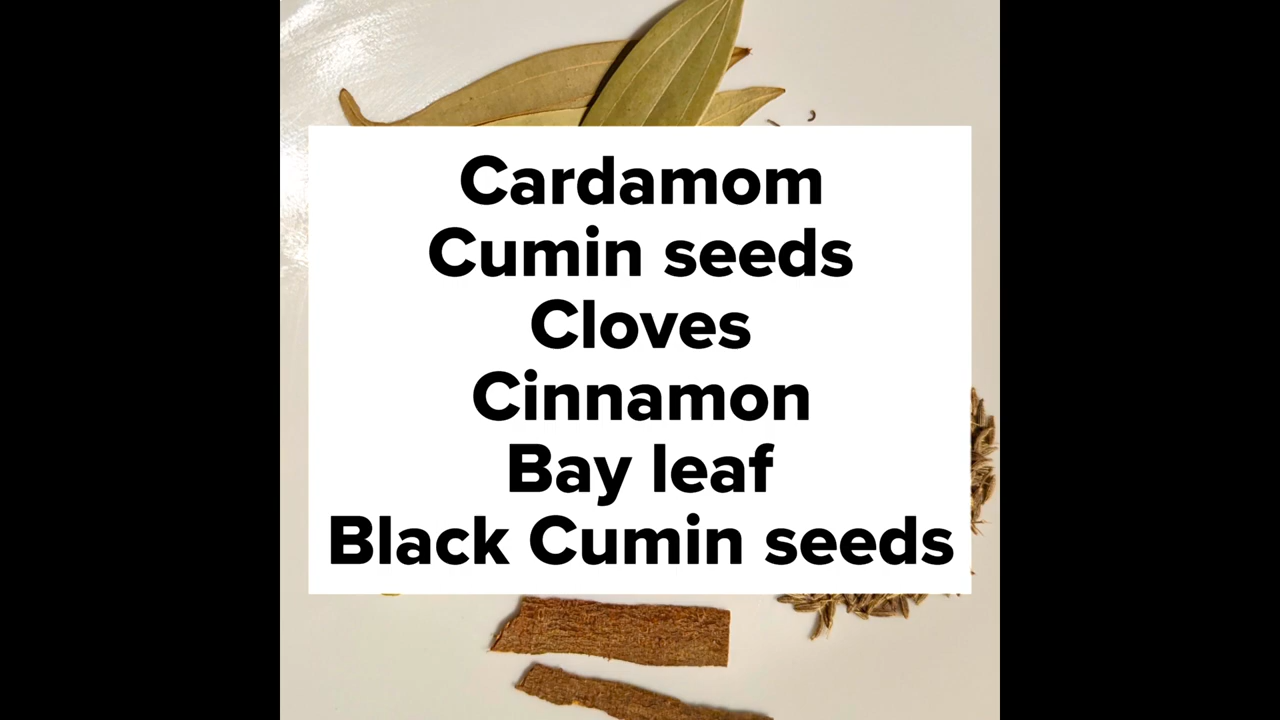 Cardamom
Cumin seeds
Cloves
Cinnamon
Bay leaf
Black Cumin seeds